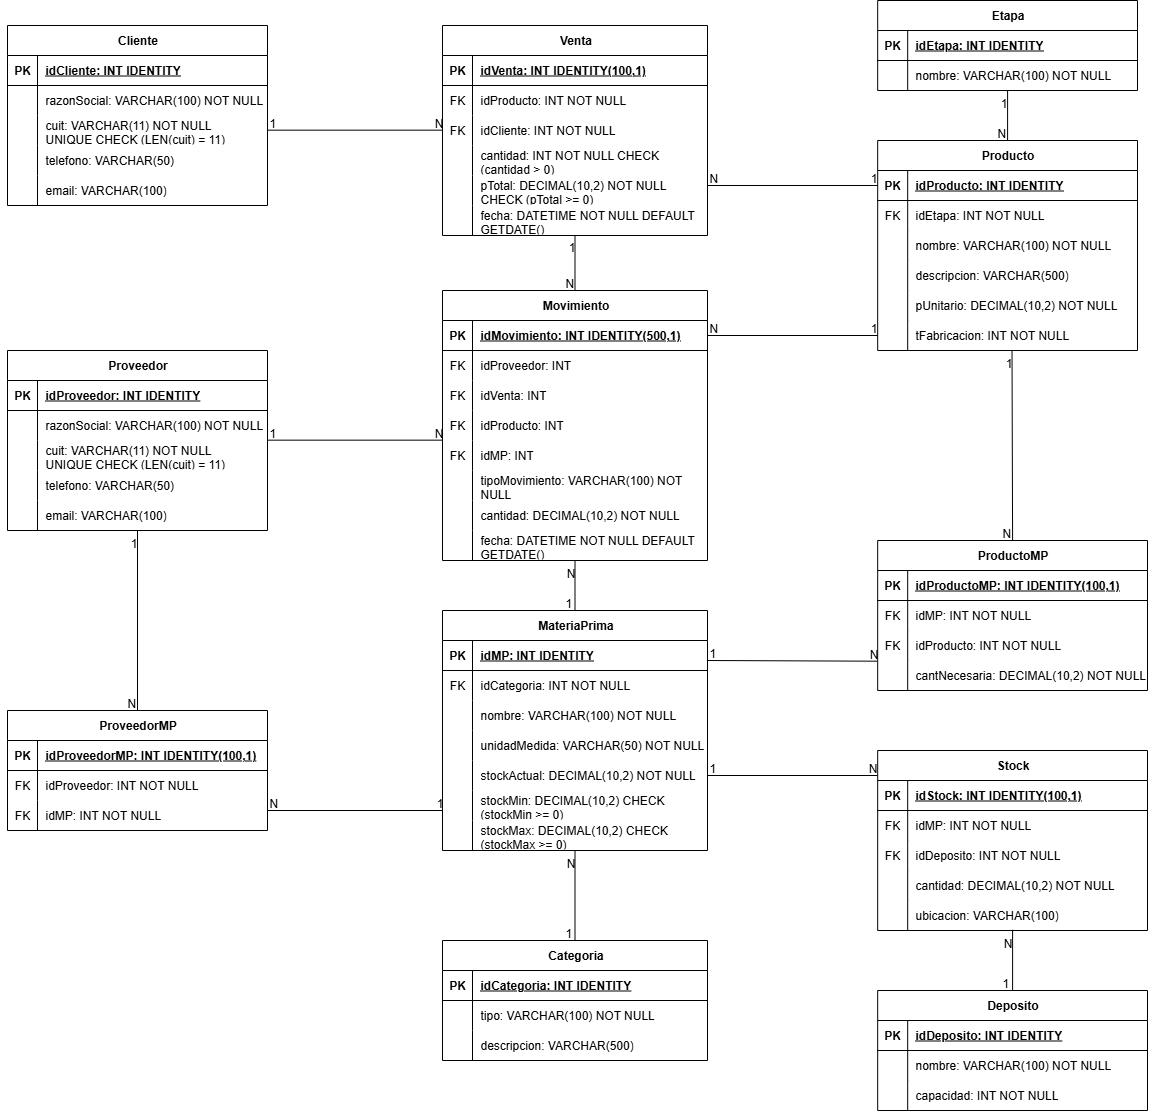 Cliente
PK idCliente: INT IDENTITY
razonSocial: VARCHAR(100) NOT NULL
cuit: VARCHAR(11) NOT NULL
UNIQUE CHECK (LEN(cuit) = 11)
telefono: VARCHAR(50)
email: VARCHAR(100)
1
N
Venta
PK idVenta: INT IDENTITY(100,1)
FK idProducto: INT NOT NULL
FK idCliente: INT NOT NULL
cantidad: INT NOT NULL CHECK
(cantidad > 0)
pTotal: DECIMAL(10,2) NOT NULL
CHECK (pTotal >= 0)
fecha: DATETIME NOT NULL DEFAULT
GETDATE()
N
1
1
N
Etapa
PK idEtapa: INT IDENTITY
nombre: VARCHAR(100) NOT NULL
1
N
Producto
PK idProducto: INT IDENTITY
FK idEtapa: INT NOT NULL
nombre: VARCHAR(100) NOT NULL
descripcion: VARCHAR(500)
pUnitario: DECIMAL(10,2) NOT NULL
tFabricacion: INT NOT NULL
1
N
Proveedor
PK idProveedor: INT IDENTITY
razonSocial: VARCHAR(100) NOT NULL
cuit: VARCHAR(11) NOT NULL
UNIQUE CHECK (LEN(cuit) = 11)
telefono: VARCHAR(50)
email: VARCHAR(100)
1
N
1
N
Movimiento
PK idMovimiento: INT IDENTITY(500,1)
FK idProveedor: INT
FK idVenta: INT
FK idProducto: INT
FK idMP: INT
tipoMovimiento: VARCHAR(100) NOT
NULL
cantidad: DECIMAL(10,2) NOT NULL
fecha: DATETIME NOT NULL DEFAULT
GETDATE()
N
1
N
1
ProductoMP
PK idProductoMP: INT IDENTITY(100,1)
FK idMP: INT NOT NULL
FK idProducto: INT NOT NULL
cantNecesaria: DECIMAL(10,2) NOT NULL
ProveedorMP
PK idProveedorMP: INT IDENTITY(100,1)
FK idProveedor: INT NOT NULL
FK idMP: INT NOT NULL
N
1
MateriaPrima
PK idMP: INT IDENTITY
FK idCategoria: INT NOT NULL
nombre: VARCHAR(100) NOT NULL
unidadMedida: VARCHAR(50) NOT NULL
stockActual: DECIMAL(10,2) NOT NULL
stockMin: DECIMAL(10,2) CHECK
(stockMin >= 0)
stockMax: DECIMAL(10,2) CHECK
(stockMax >= 0)
1
N
1
N
N
1
Stock
PK idStock: INT IDENTITY(100,1)
FK idMP: INT NOT NULL
FK idDeposito: INT NOT NULL
cantidad: DECIMAL(10,2) NOT NULL
ubicacion: VARCHAR(100)
N
1
Categoria
PK idCategoria: INT IDENTITY
tipo: VARCHAR(100) NOT NULL
descripcion: VARCHAR(500)
Deposito
PK idDeposito: INT IDENTITY
nombre: VARCHAR(100) NOT NULL
capacidad: INT NOT NULL